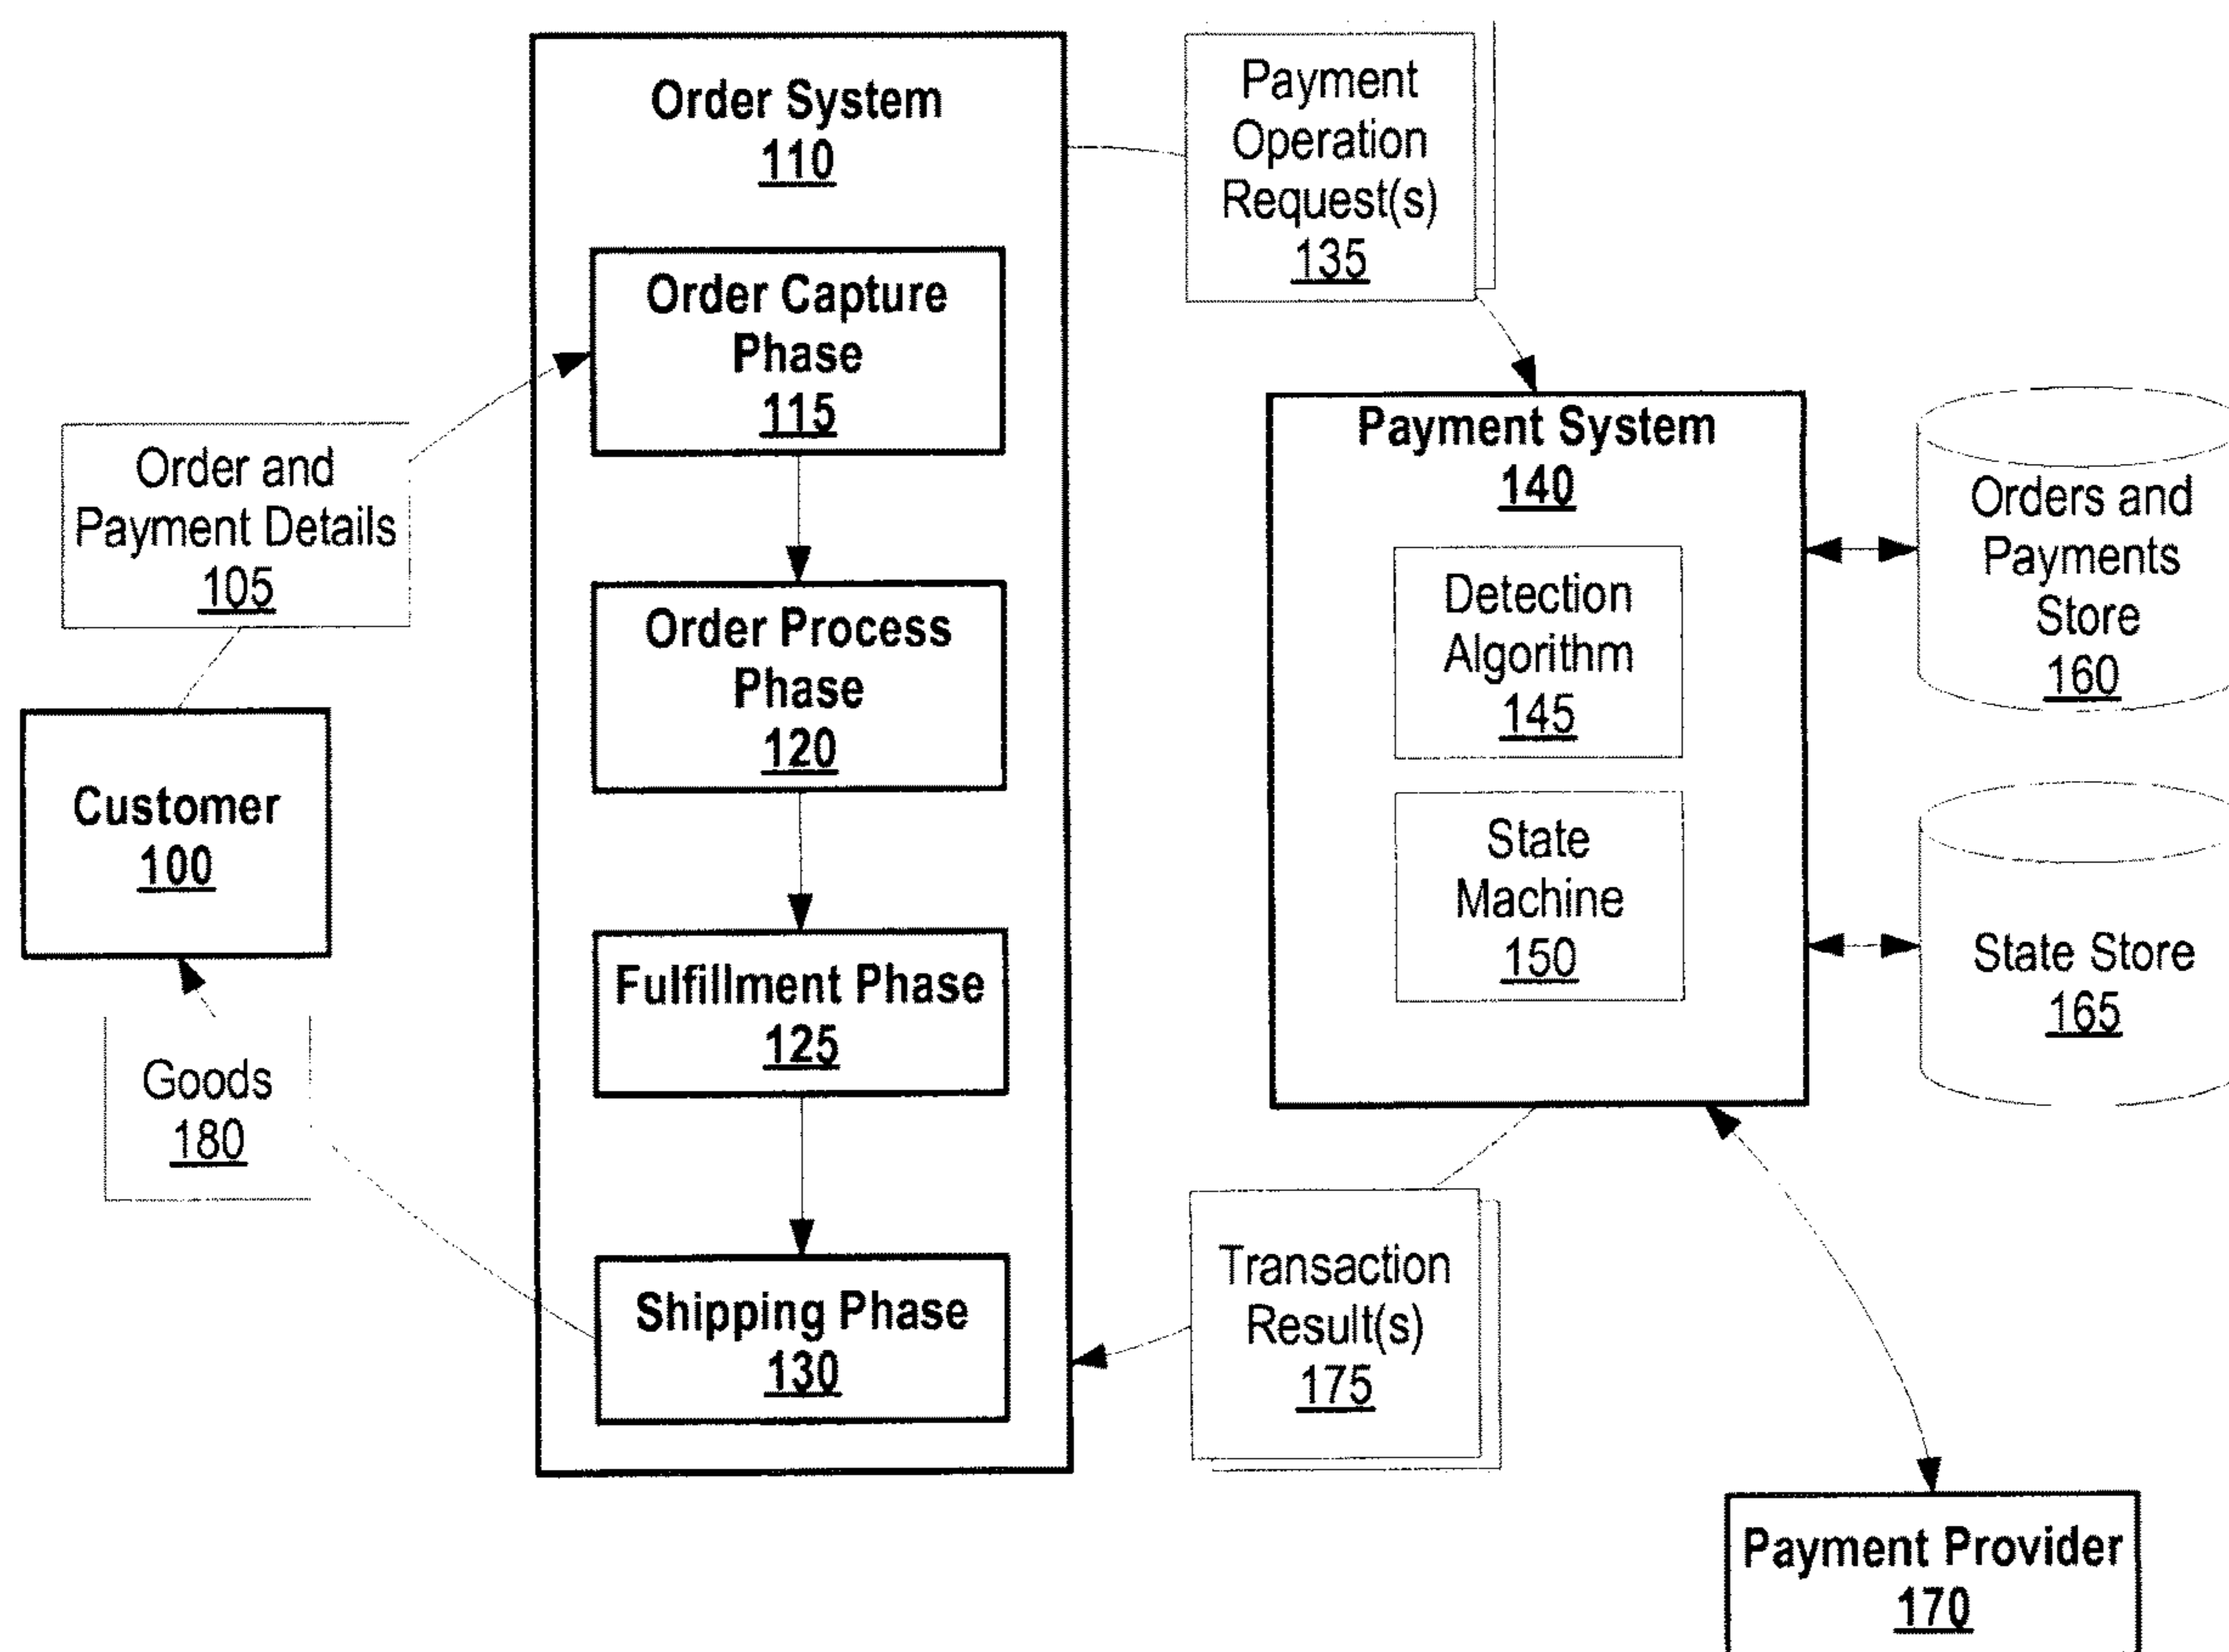 Order System
110
Order Capture
Phase
115
Order Process
Phase
120
Fulfillment Phase
125
Shipping Phase
130
Order and
Payment Details
105
Customer
100
Goods
180
Payment
Operation
Request(s)
135
Payment System
140
Detection
Algorithm
145
State
Machine
150
Orders and
Payments
Store
160
State Store
165
Transaction
Result(s)
175
Payment Provider
170